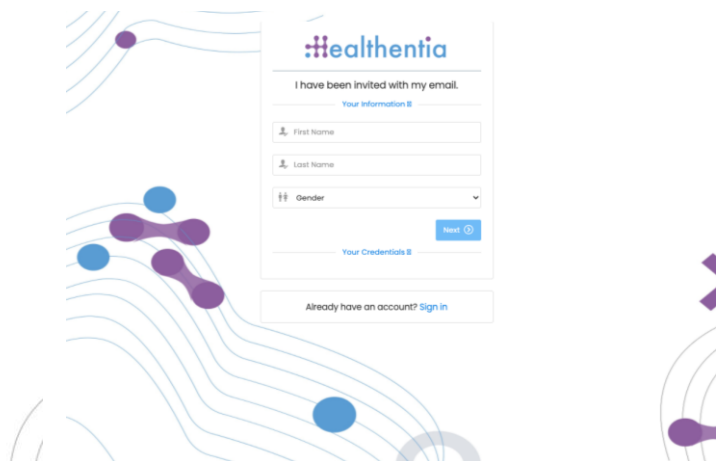 Healthentia
I have been invited with my email.
Your Information
First Name
Last Name
Gender
Next
Your Credentials
Already have an account? Sign in